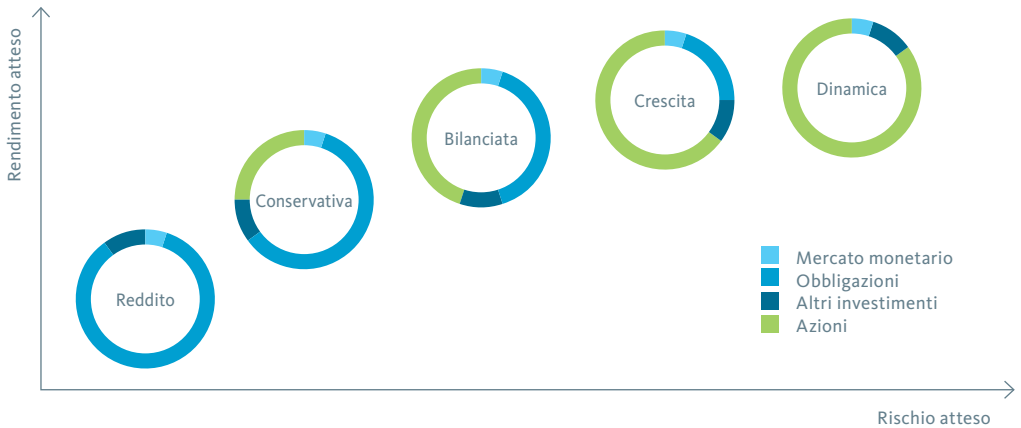 Rendimento atteso
Reddito
Conservativa
Bilanciata
Crescita
Dinamica
Mercato monetario
Obbligazioni
Altri investimenti
Azioni
Rischio atteso